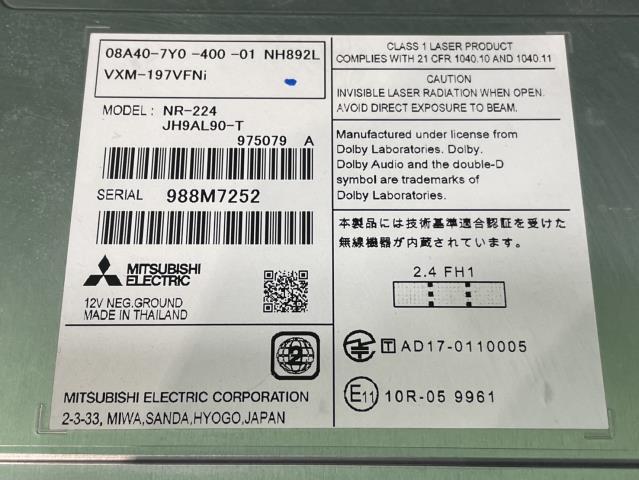 08A40-7Y0 -400 -01 NH892L
VXM-197VFNi
MODEL: NR-224
JH9AL90-T
975079 A
SERIAL 988M7252
MITSUBISHI
ELECTRIC
12V NEG.GROUND
MADE IN THAILAND
2
MITSUBISHI ELECTRIC CORPORATION
2-3-33, MIWA,SANDA,HYOGO,JAPAN
CLASS 1 LASER PRODUCT
COMPLIES WITH 21 CFR 1040.10 AND 1040.11
CAUTION
INVISIBLE LASER RADIATION WHEN OPEN.
AVOID DIRECT EXPOSURE TO BEAM.
Manufactured under license from
Dolby Laboratories. Dolby,
Dolby Audio and the double-D
symbol are trademarks of
Dolby Laboratories.
本製品には技術基準適合認証を受けた
無線機器が内蔵されています。
2.4 FH1
T AD17-0110005
E11 10R-05 9961